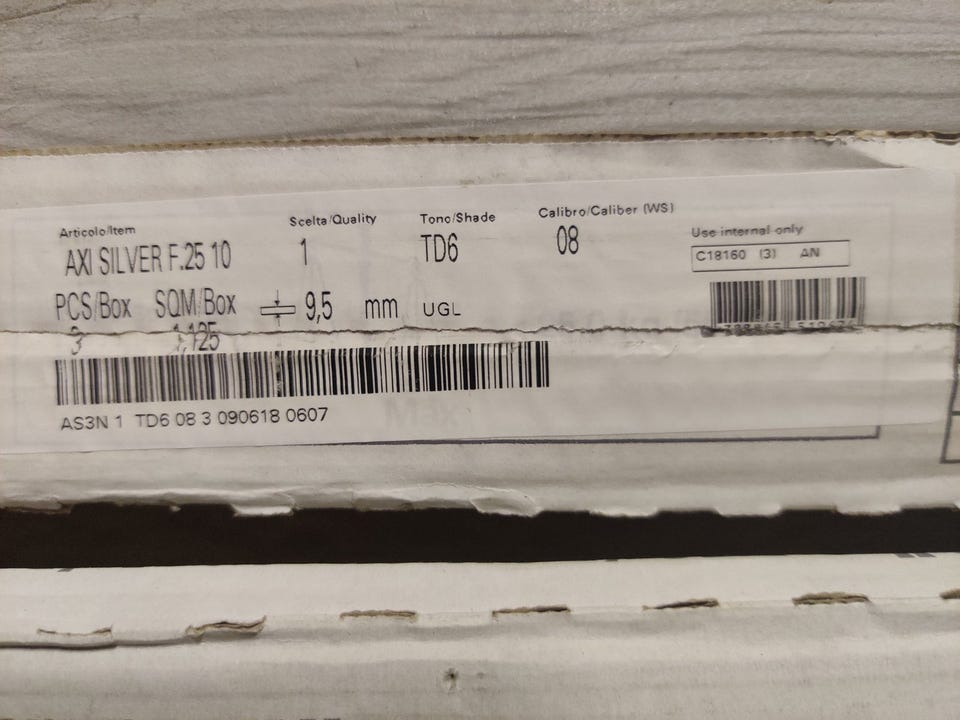 Articolo/Item
AXI SILVER F.25 10
Scelta/Quality
1
Tono/Shade
TD6
Calibro/Caliber (WS)
08
Use internal only
C18160 (3) AN
PCS/Box
3
SQM/Box
1,125
9,5 mm UGL
AS3N 1 TD6 08 3 090618 0607